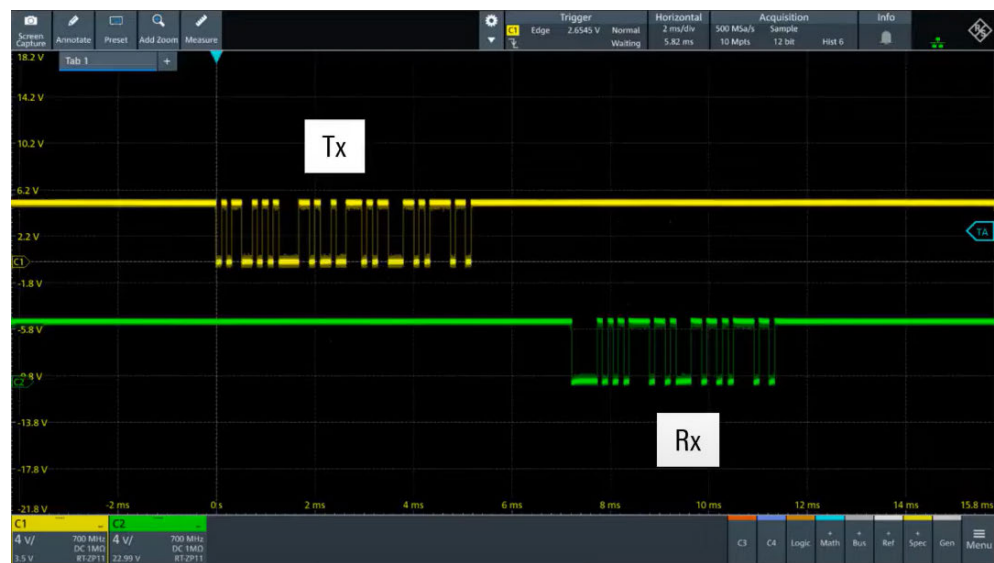 Trigger Horizontal Acquisition Info
Screen Capture Annotate Preset Add Zoom Measure
C1 Edge 2.6545 V Normal 2 ms/div 500 MSa/s Sample
Waiting 5.82 ms 10 Mpts 12 bit Hist 6
18.2 V Tab 1 +
14.2 V
10.2 V
Tx
6.2 V
2.2 V
TA
C1
-1.8 V
-5.8 V
C2
-13.8 V
Rx
-17.8 V
-21.8 V
-2 ms 0 s 2 ms 4 ms 6 ms 8 ms 10 ms 12 ms 14 ms 15.8 ms
C1 C2
4 V/ 700 MHz 4 V/ 700 MHz
DC 1MΩ DC 1MΩ
3.5 V RT-ZP11 22.99 V RT-ZP11
C3 C4 Logic Math Bus Ref Spec Gen Menu